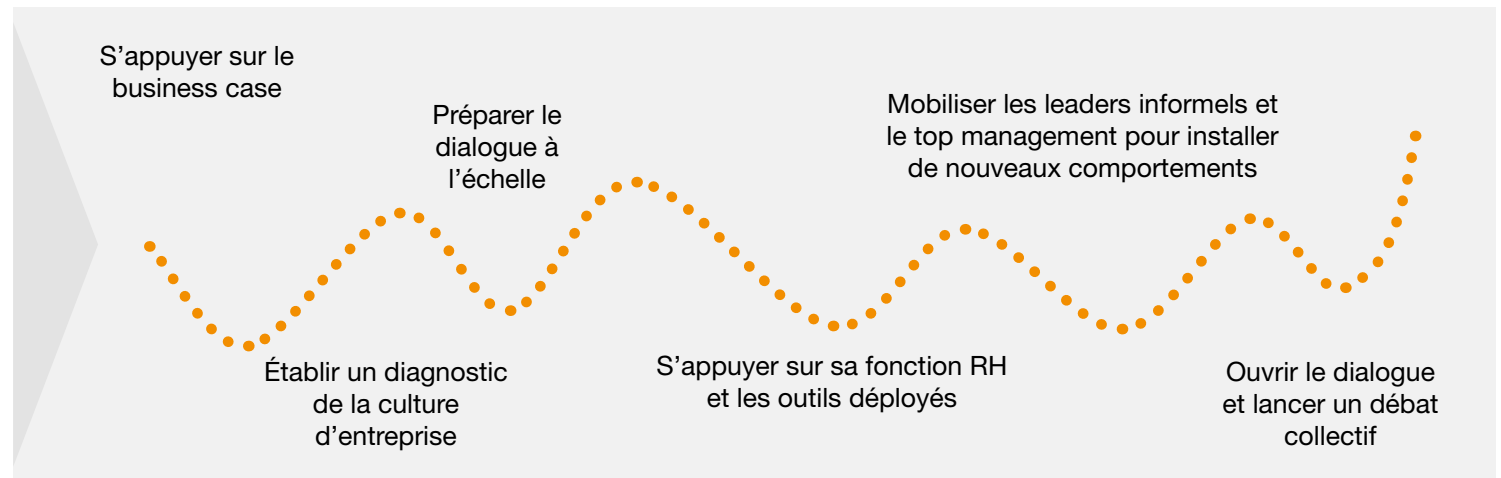 S’appuyer sur le
business case
Établir un diagnostic
de la culture
d’entreprise
Préparer le
dialogue à
l’échelle
S’appuyer sur sa fonction RH
et les outils déployés
Mobiliser les leaders informels et
le top management pour installer
de nouveaux comportements
Ouvrir le dialogue
et lancer un débat
collectif